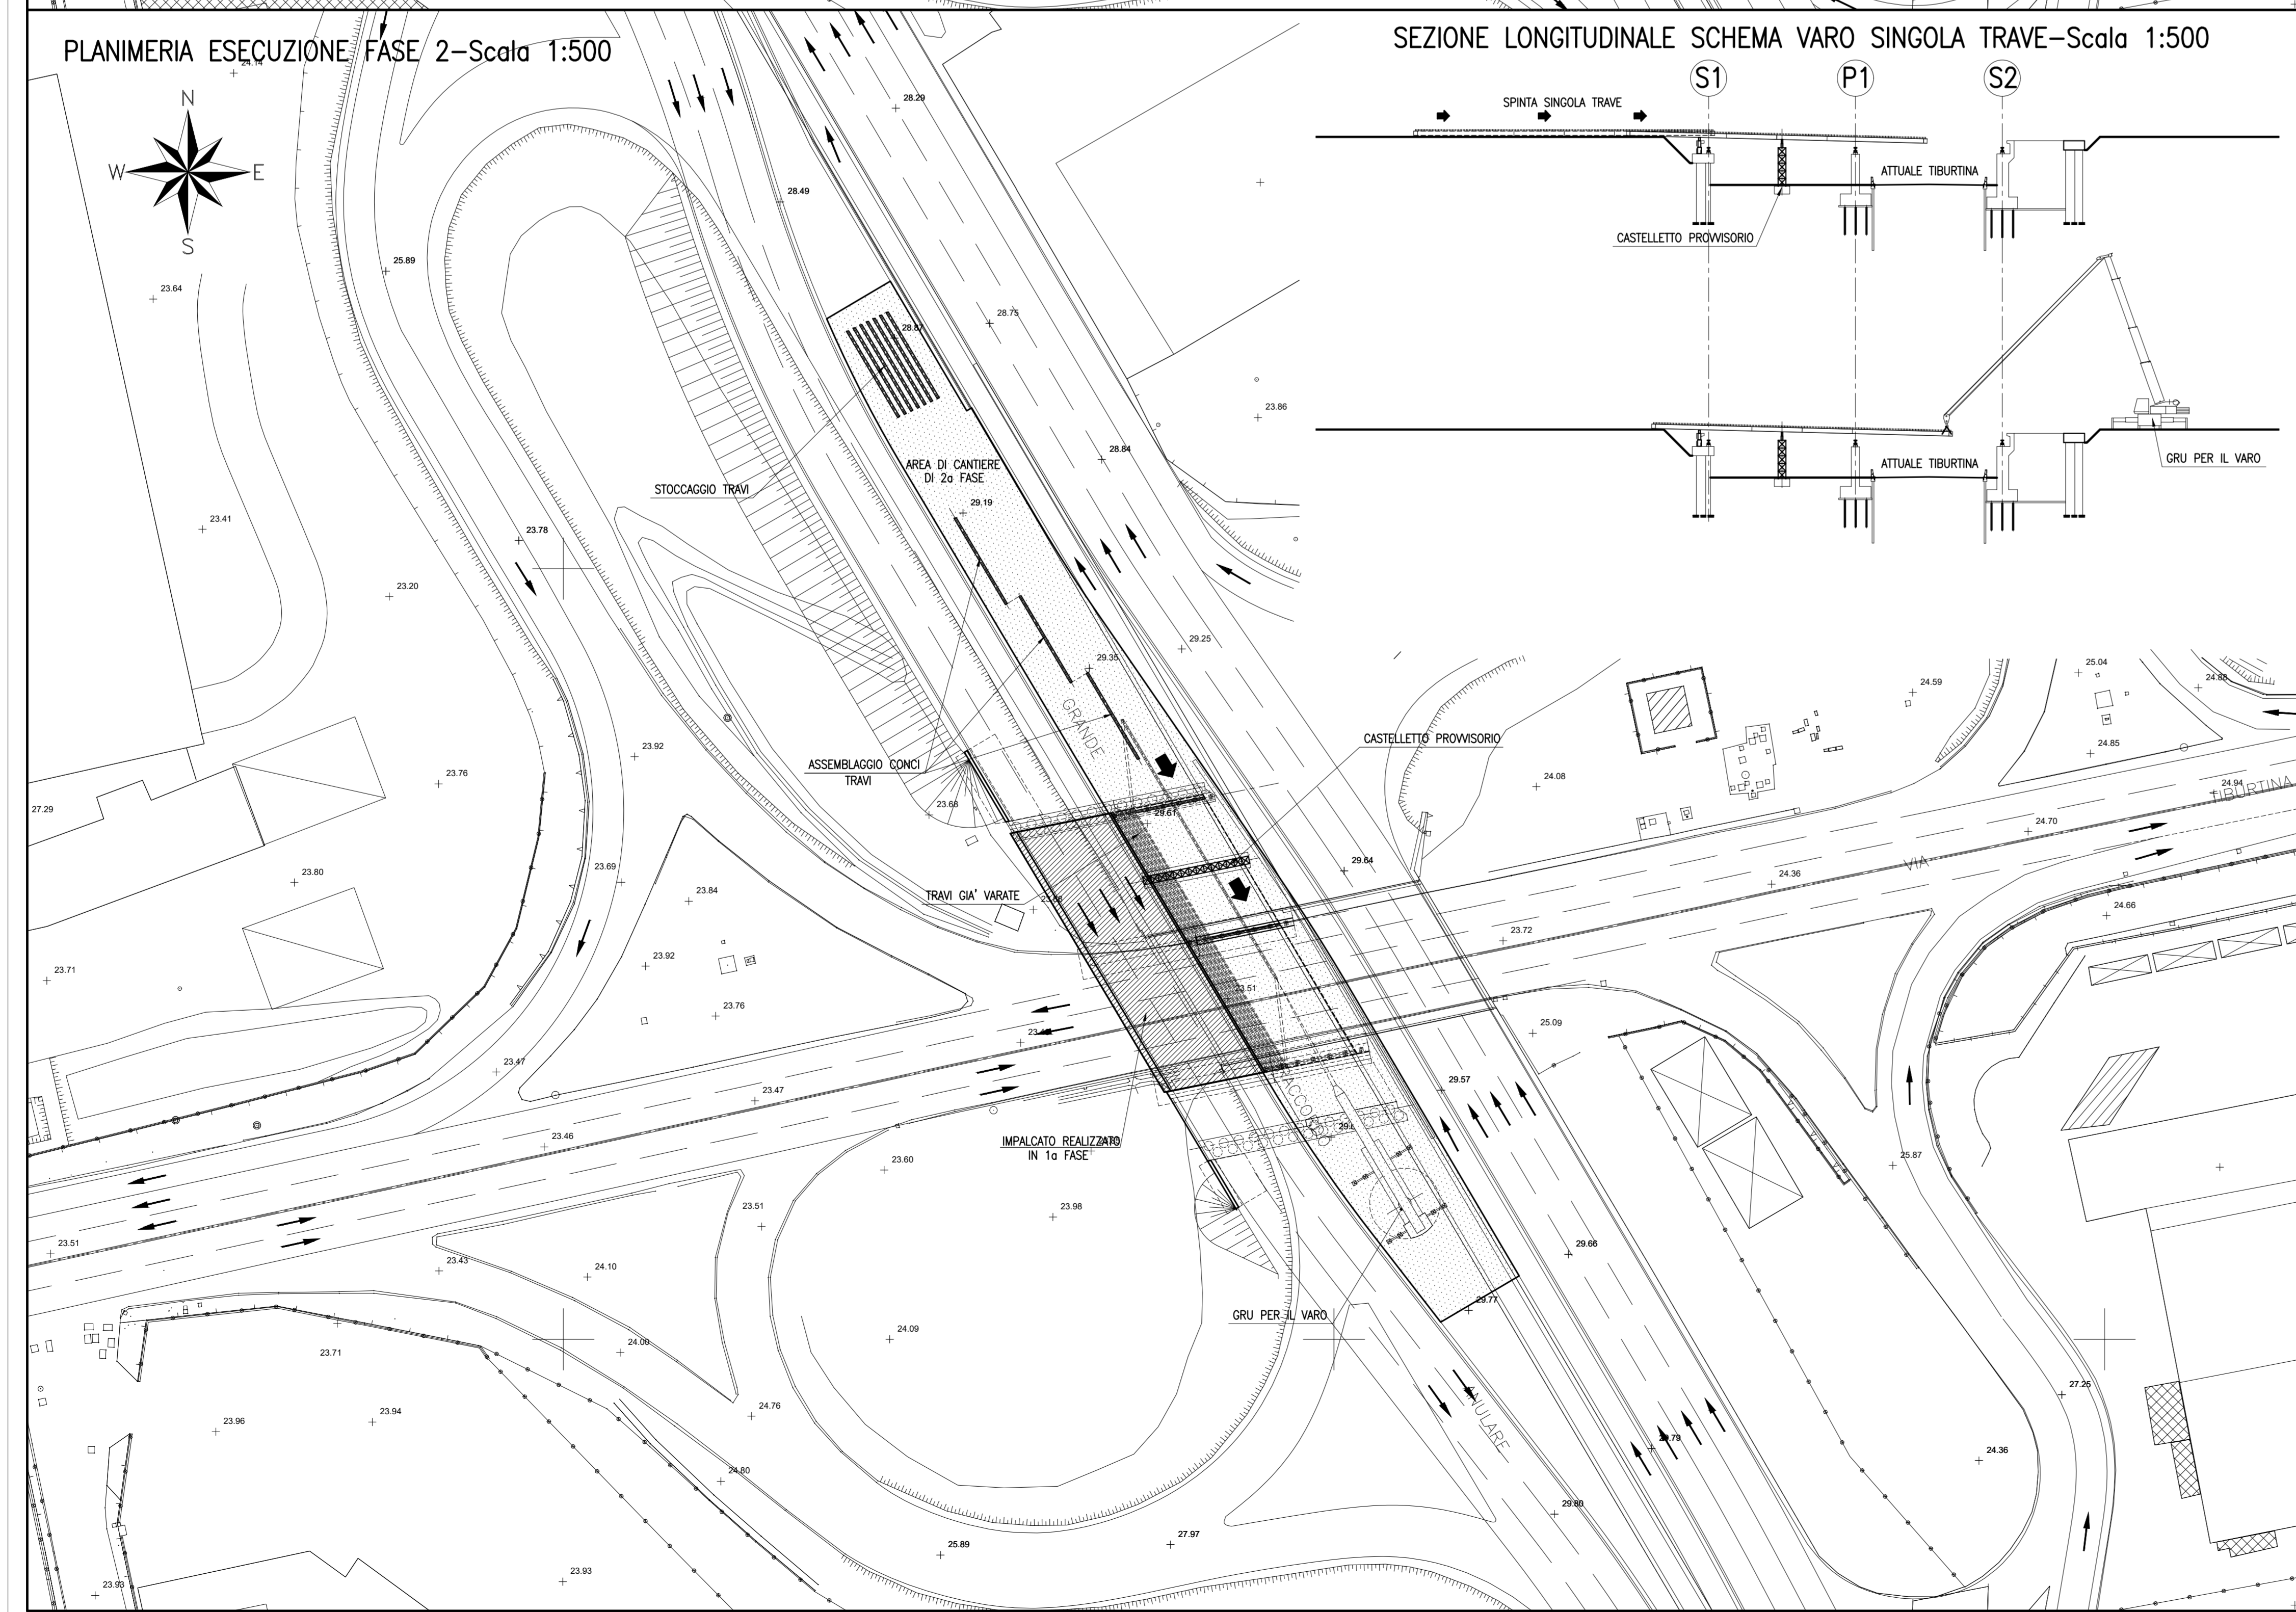 PLANIMERIA ESECUZIONE FASE 2-Scala 1:500
SEZIONE LONGITUDINALE SCHEMA VARO SINGOLA TRAVE-Scala 1:500
S1
P1
S2
SPINTA SINGOLA TRAVE
ATTUALE TIBURTINA
CASTELLETTO PROVVISORIO
ATTUALE TIBURTINA
GRU PER IL VARO
N
W
E
S
24.14
28.29
28.49
25.89
23.64
28.75
28.87
23.86
28.84
AREA DI CANTIERE
DI 2a FASE
STOCCAGGIO TRAVI
29.19
23.41
23.78
23.20
29.25
29.35
GRANDE
25.04
24.59
24.88
CASTELLETTO PROVVISORIO
23.92
ASSEMBLAGGIO CONCI
TRAVI
24.85
23.76
24.08
24.94
TIBURTINA
27.29
23.68
29.61
24.70
VIA
29.64
23.80
23.69
23.84
24.36
TRAVI GIA' VARATE
24.66
23.72
23.92
23.71
23.51
23.76
25.09
23.47
23.47
29.57
RACCORDO
23.46
IMPALCATO REALIZZATO
IN 1a FASE
23.60
25.87
23.98
23.51
23.51
29.66
23.43
24.10
29.77
GRU PER IL VARO
24.09
24.00
23.71
27.25
ANULARE
24.76
23.96
23.94
29.79
24.36
24.80
29.80
27.97
25.89
23.93
23.93